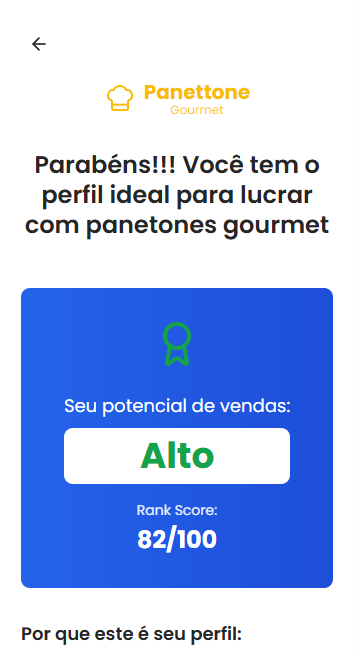 Panettone
Gourmet
Parabéns!!! Você tem o
perfil ideal para lucrar
com panetones gourmet
Seu potencial de vendas:
Alto
Rank Score:
82/100
Por que este é seu perfil: